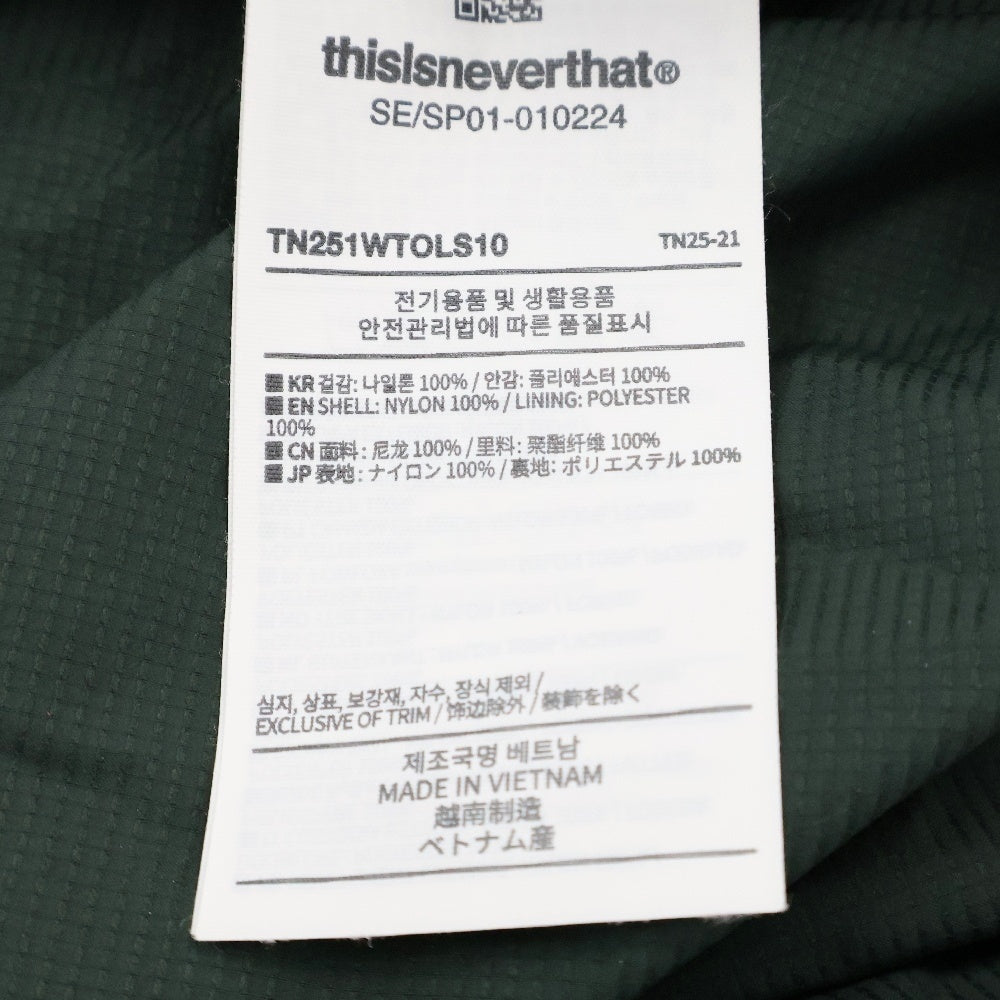 thisIsneverthat®
SE/SP01-010224
TN251WTOLS10
TN25-21
전기용품 및 생활용품
안전관리법에 따른 품질표시
KR 겉감: 나일론 100% / 안감: 폴리에스터 100%
EN SHELL: NYLON 100% / LINING: POLYESTER
100%
CN 面料: 尼龙 100% / 里料: 聚酯纤维 100%
JP 表地: ナイロン 100% / 裏地: ポリエステル 100%
심지, 상표, 보강재, 자수, 장식 제외 /
EXCLUSIVE OF TRIM / 饰边除外 / 装飾を除く
제조국명 베트남
MADE IN VIETNAM
越南制造
ベトナム産